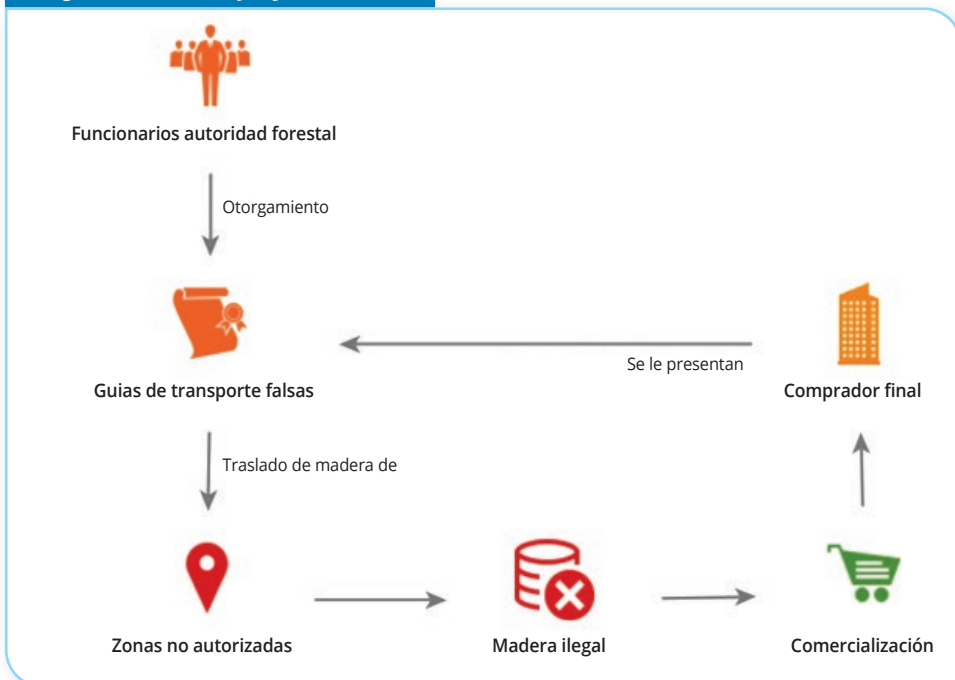 Funcionarios autoridad forestal
Otorgamiento
Guias de transporte falsas
Se le presentan
Comprador final
Traslado de madera de
Zonas no autorizadas
Madera ilegal
Comercialización